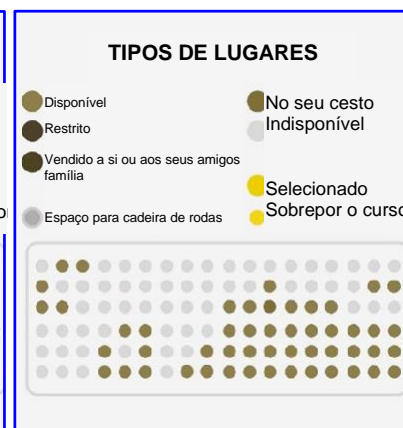 TIPOS DE LUGARES
Disponível
Restrito
Vendido a si ou aos seus amigos
família
Espaço para cadeira de rodas
No seu cesto
Indisponível
Selecionado
Sobrepor o curso